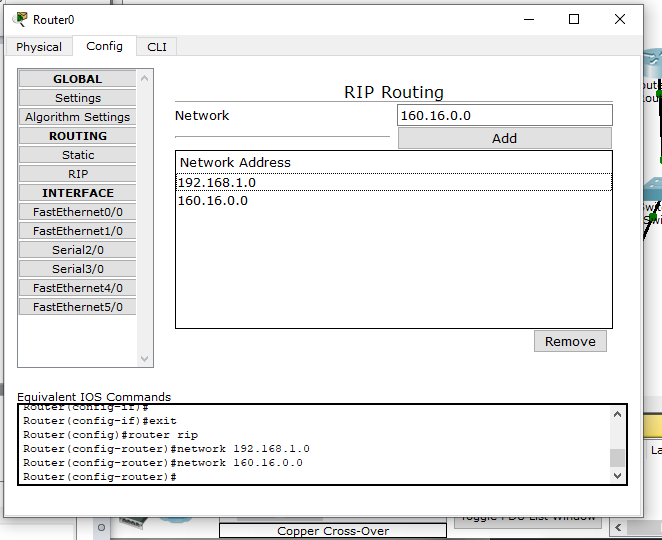 Router0
Physical
Config
CLI
GLOBAL
Settings
Algorithm Settings
ROUTING
Static
RIP
INTERFACE
FastEthernet0/0
FastEthernet1/0
Serial2/0
Serial3/0
FastEthernet4/0
FastEthernet5/0
RIP Routing
Network
160.16.0.0
Add
Network Address
192.168.1.0
160.16.0.0
Remove
Equivalent IOS Commands
Router(config-if)#
Router(config-if)#exit
Router(config)#router rip
Router(config-router)#network 192.168.1.0
Router(config-router)#network 160.16.0.0
Router(config-router)#
Copper Cross-Over
Toggle PDU List Window